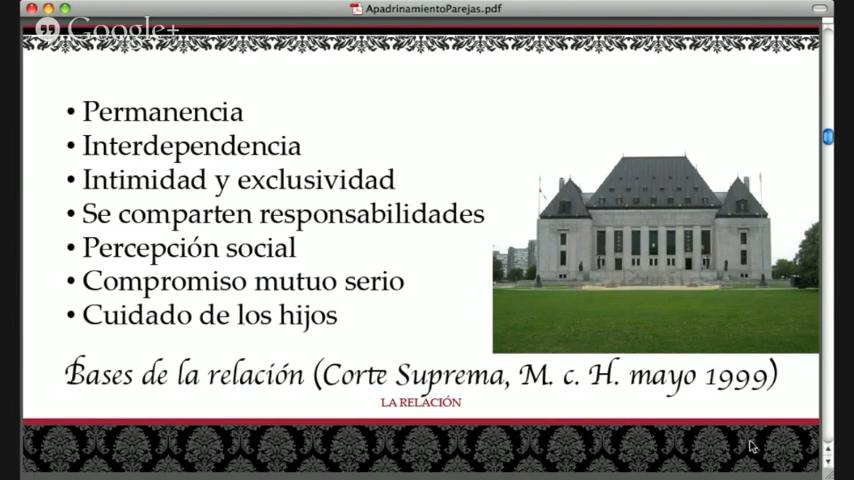 ApadrinamientoParejas.pdf
Google+
• Permanencia
• Interdependencia
• Intimidad y exclusividad
• Se comparten responsabilidades
• Percepción social
• Compromiso mutuo serio
• Cuidado de los hijos
Bases de la relación (Corte Suprema, M. c. H. mayo 1999)
LA RELACIÓN